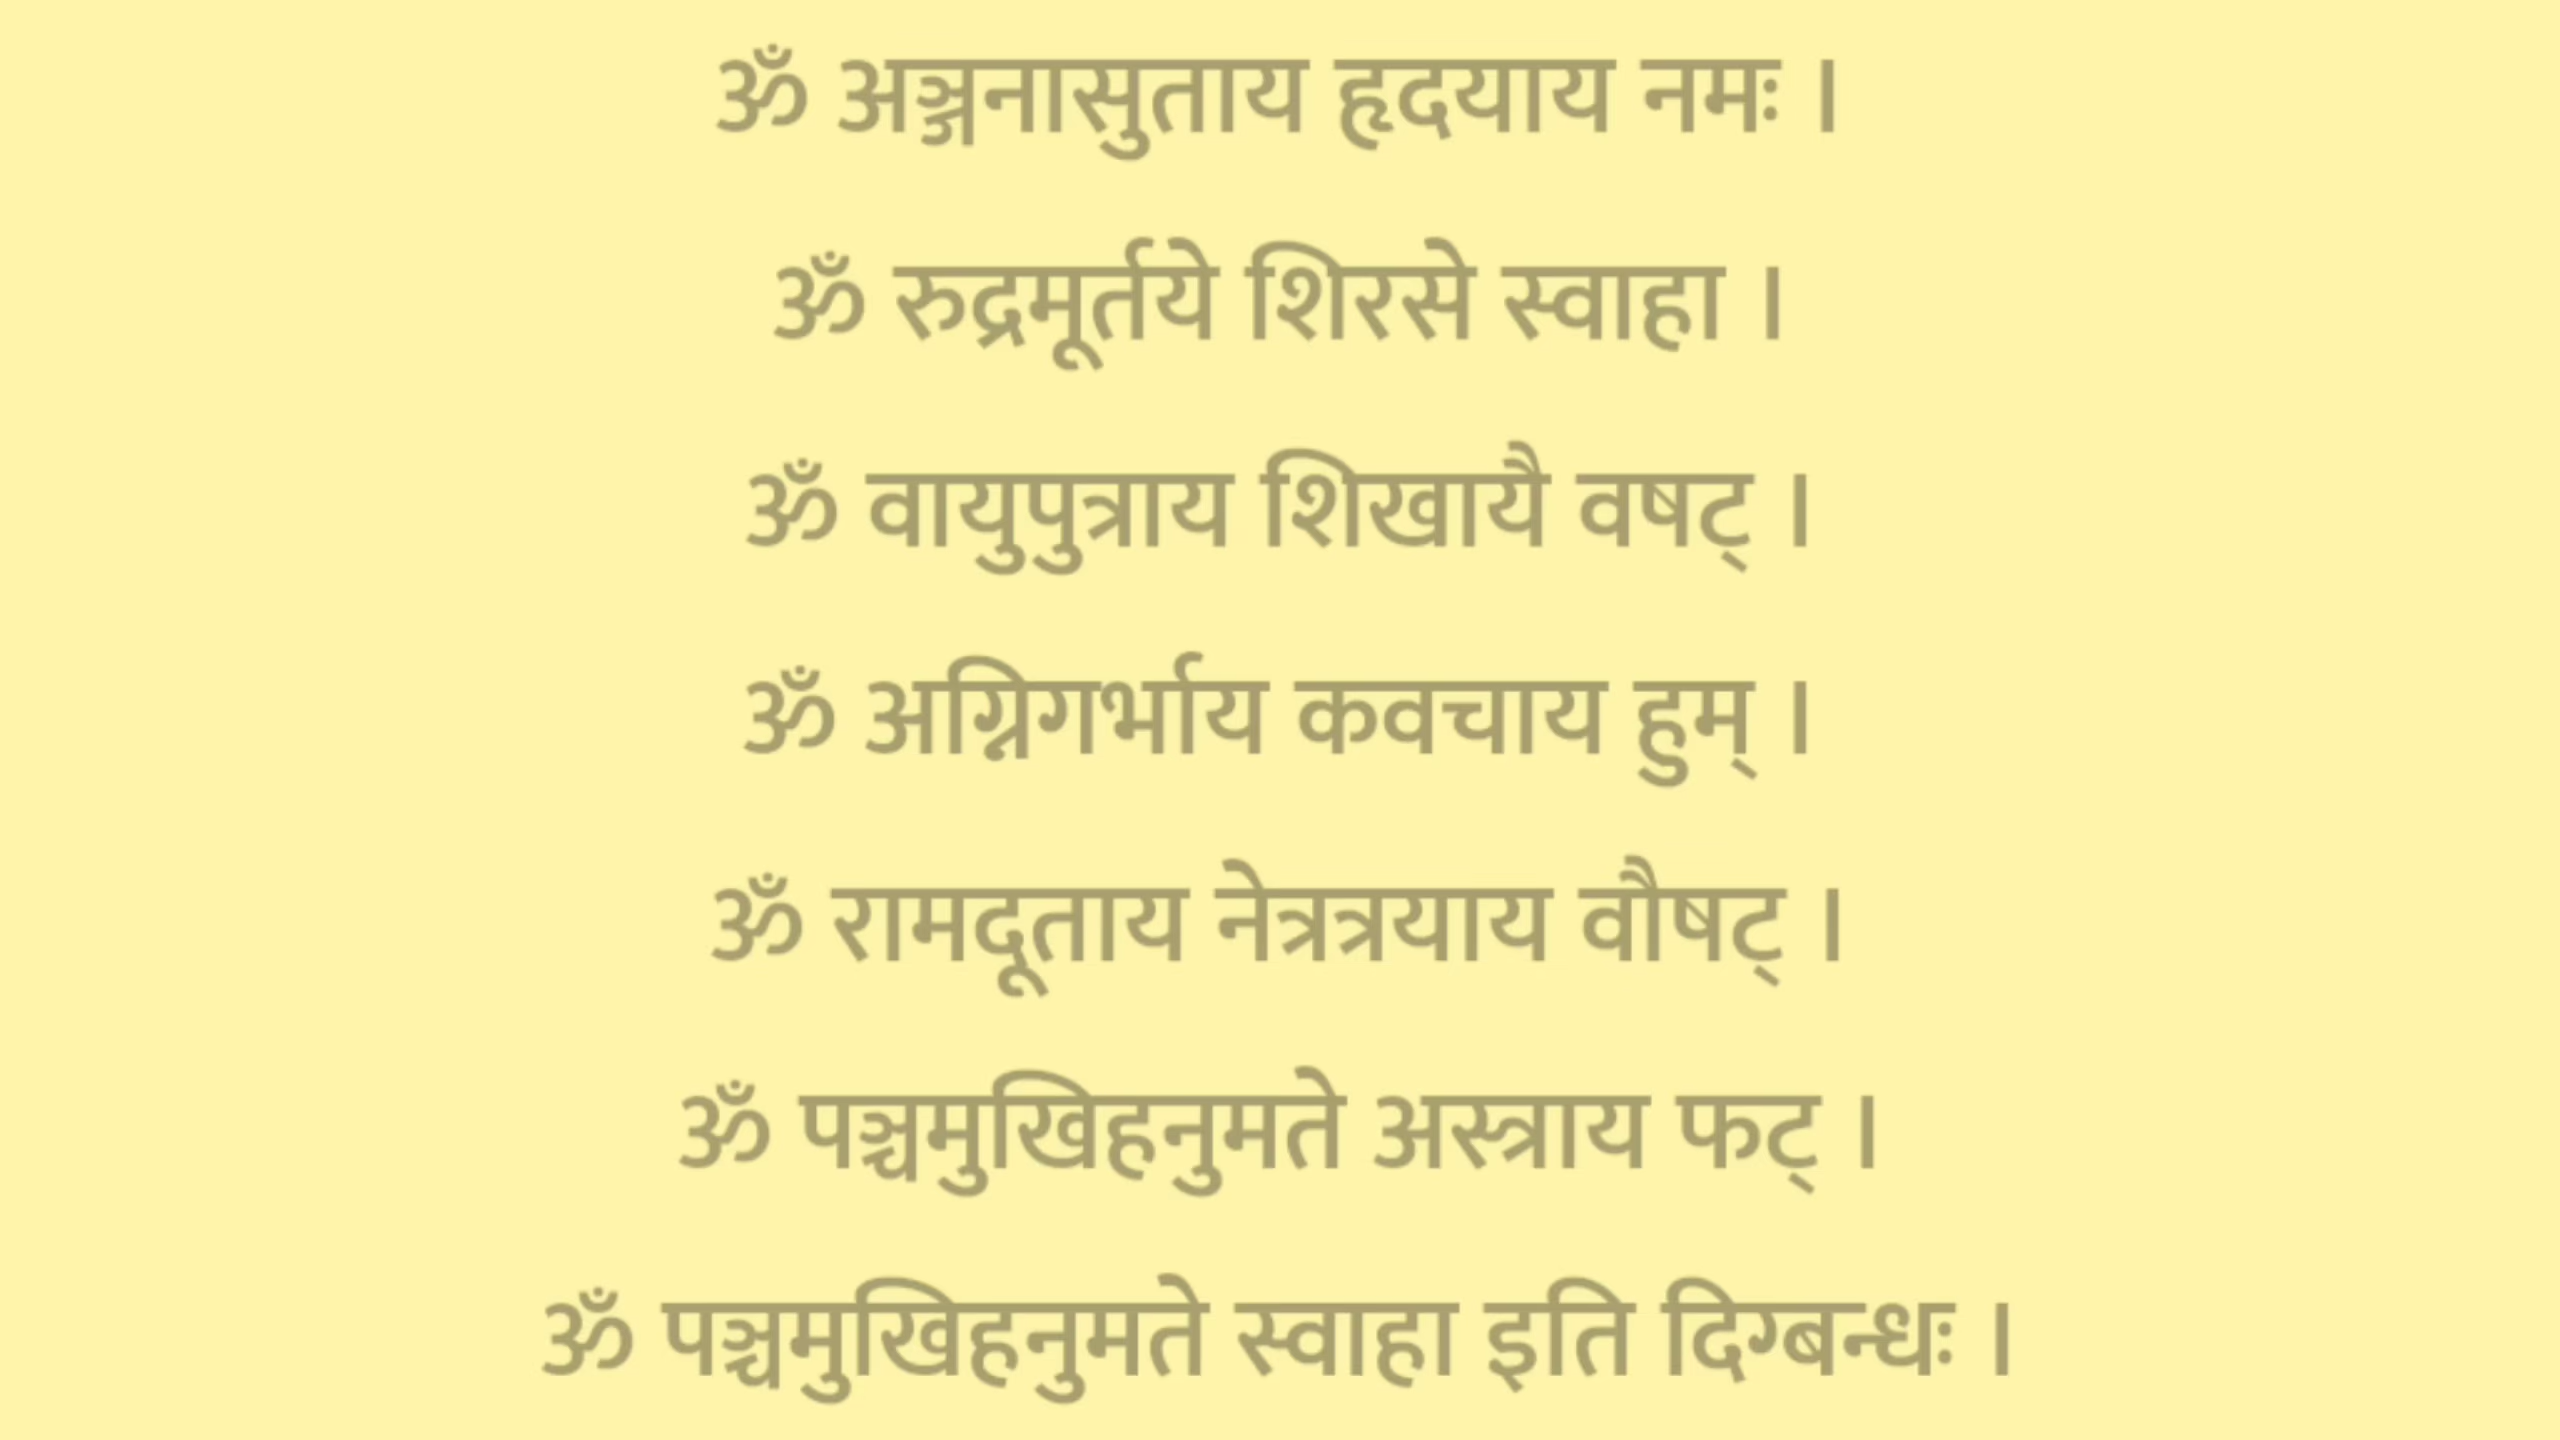 ॐ अञ्जनासुताय हृदयाय नमः ।
ॐ रुद्रमूर्तये शिरसे स्वाहा ।
ॐ वायुपुत्राय शिखायै वषट् ।
ॐ अग्निगर्भाय कवचाय हुम् ।
ॐ रामदूताय नेत्रत्रयाय वौषट् ।
ॐ पञ्चमुखिहनुमते अस्त्राय फट् ।
ॐ पञ्चमुखिहनुमते स्वाहा इति दिग्बन्धः ।